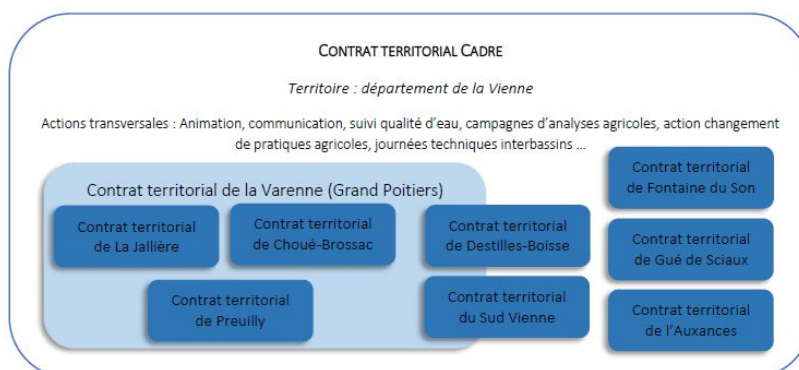 CONTRAT TERRITORIAL CADRE
Territoire : département de la Vienne
Actions transversales : Animation, communication, suivi qualité d'eau, campagnes d'analyses agricoles, action changement
de pratiques agricoles, journées techniques interbassins ...
Contrat territorial de la Varenne (Grand Poitiers)
Contrat territorial
de La Jallière
Contrat territorial
de Choué-Brossac
Contrat territorial
de Preuilly
Contrat territorial
de Destilles-Boisse
Contrat territorial
du Sud Vienne
Contrat territorial
de Fontaine du Son
Contrat territorial
de Gué de Sciaux
Contrat territorial
de l'Auxances